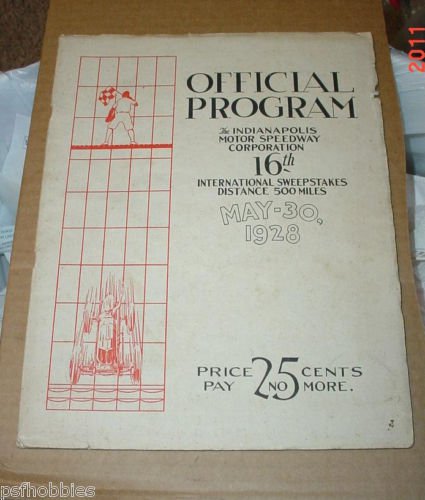 OFFICIAL
PROGRAM
The INDIANAPOLIS
MOTOR SPEEDWAY
CORPORATION
16th
INTERNATIONAL SWEEPSTAKES
DISTANCE 500 MILES
MAY-30,
1928
PRICE 25 CENTS
PAY NO MORE.
2011
psfhobbies